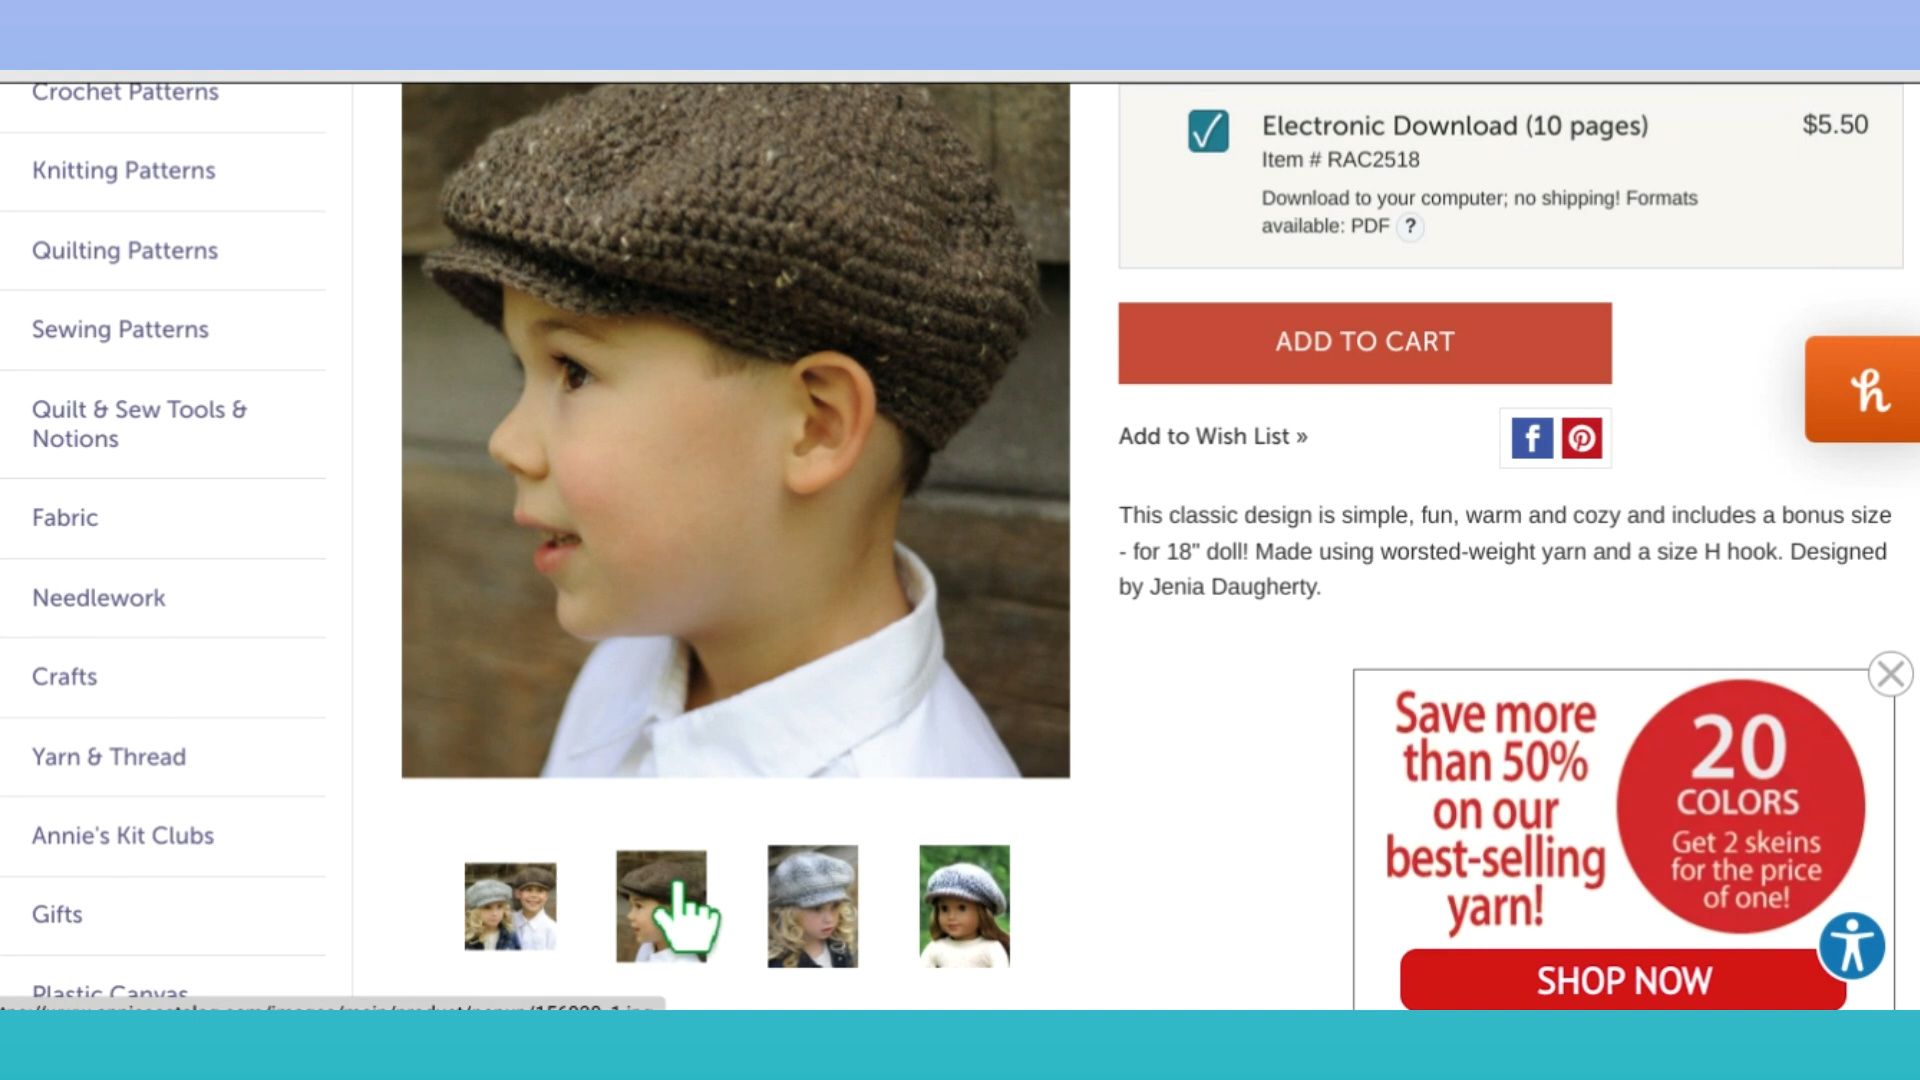 Crochet Patterns
Knitting Patterns
Quilting Patterns
Sewing Patterns
Quilt & Sew Tools &
Notions
Fabric
Needlework
Crafts
Yarn & Thread
Annie's Kit Clubs
Gifts
Plastic Canvas
Electronic Download (10 pages)
$5.50
Item # RAC2518
Download to your computer; no shipping! Formats
available: PDF ?
ADD TO CART
Add to Wish List »
This classic design is simple, fun, warm and cozy and includes a bonus size
- for 18" doll! Made using worsted-weight yarn and a size H hook. Designed
by Jenia Daugherty.
Save more
than 50%
on our
best-selling
yarn!
20
COLORS
Get 2 skeins
for the price
of one!
SHOP NOW